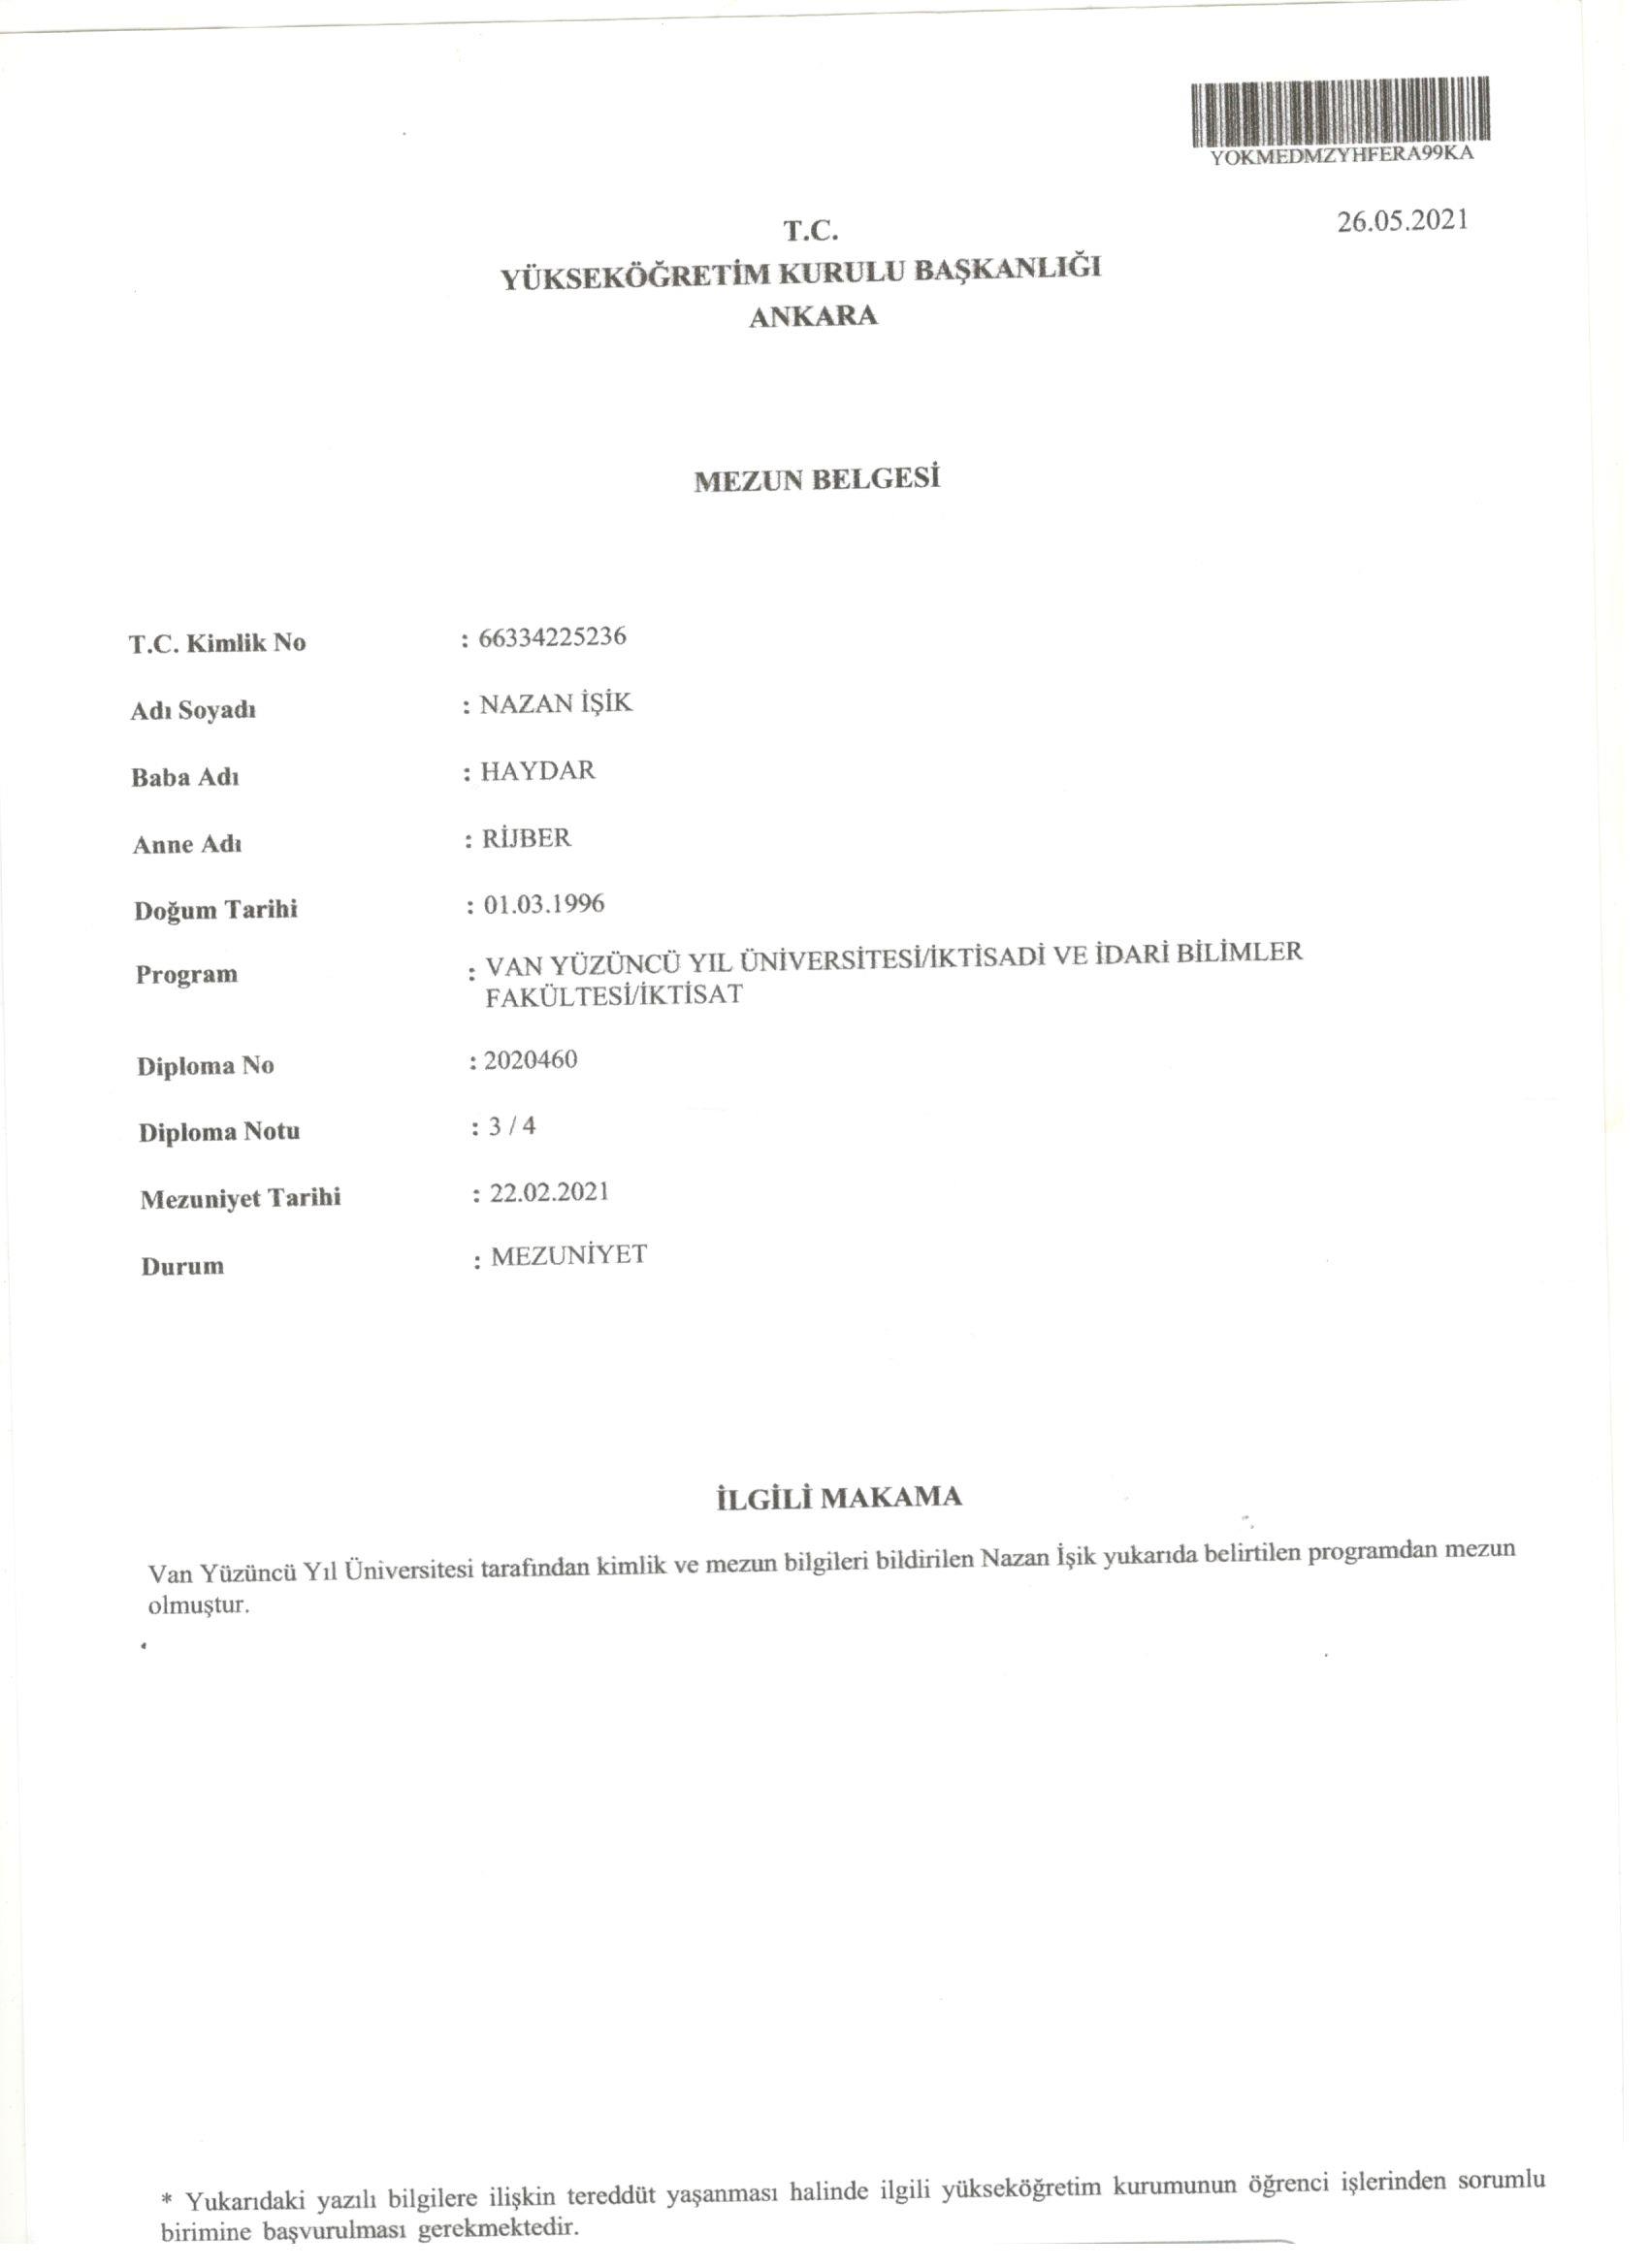 YOKMEDMZYHFERA99KA
26.05.2021
T.C.
YÜKSEKÖĞRETİM KURULU BAŞKANLIĞI
ANKARA
MEZUN BELGESİ
T.C. Kimlik No : 66334225236
Adı Soyadı : NAZAN İŞİK
Baba Adı : HAYDAR
Anne Adı : RİJBER
Doğum Tarihi : 01.03.1996
Program : VAN YÜZÜNCÜ YIL ÜNİVERSİTESİ/İKTİSADİ VE İDARİ BİLİMLER
FAKÜLTESİ/İKTİSAT
Diploma No : 2020460
Diploma Notu : 3 / 4
Mezuniyet Tarihi : 22.02.2021
Durum : MEZUNİYET
İLGİLİ MAKAMA
Van Yüzüncü Yıl Üniversitesi tarafından kimlik ve mezun bilgileri bildirilen Nazan İşik yukarıda belirtilen programdan mezun
olmuştur.
* Yukarıdaki yazılı bilgilere ilişkin tereddüt yaşanması halinde ilgili yükseköğretim kurumunun öğrenci işlerinden sorumlu
birimine başvurulması gerekmektedir.